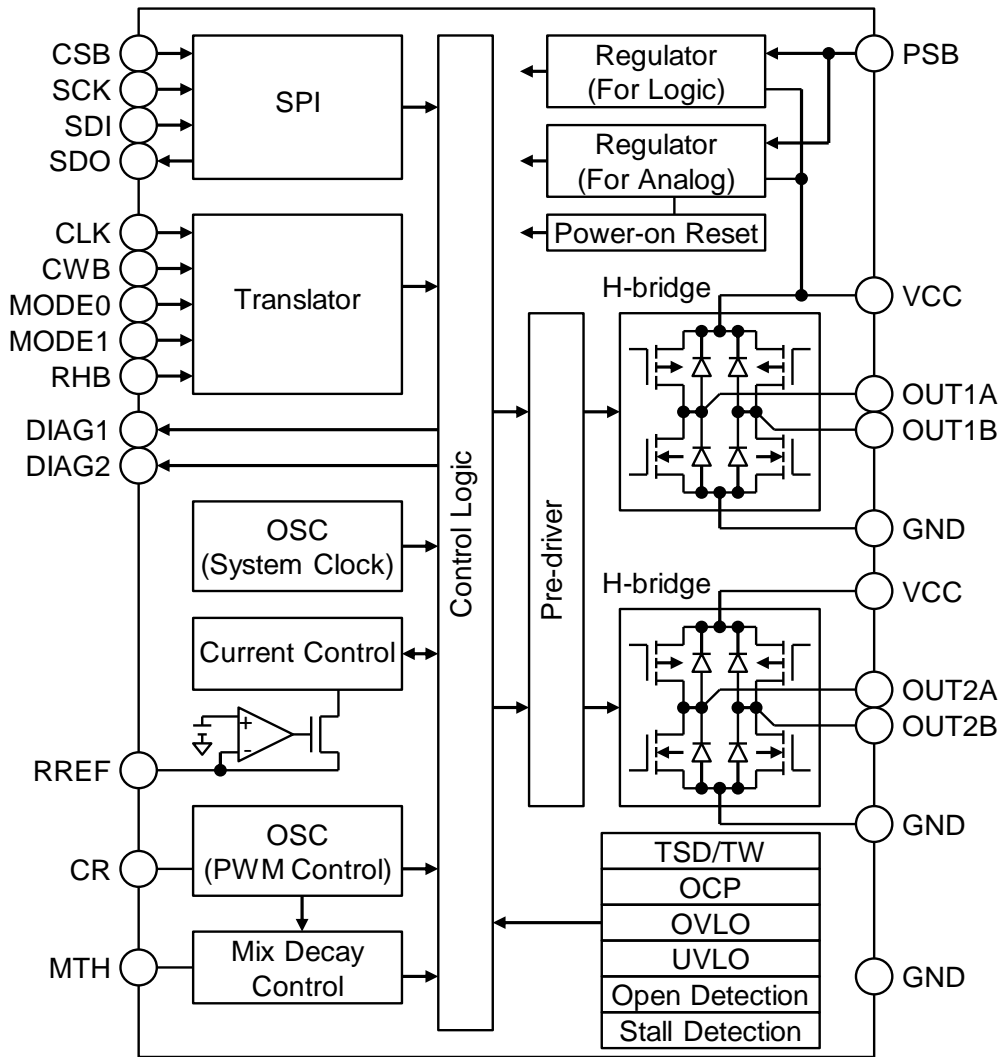 CSB
SCK
SDI
SDO
SPI
CLK
CWB
MODE0
MODE1
RHB
Translator
DIAG1
DIAG2
OSC
(System Clock)
Current Control
+
-
RREF
CR
OSC
(PWM Control)
MTH
Mix Decay
Control
Control Logic
Regulator
(For Logic)
Regulator
(For Analog)
Power-on Reset
PSB
Pre-driver
H-bridge
VCC
OUT1A
OUT1B
GND
H-bridge
VCC
OUT2A
OUT2B
GND
TSD/TW
OCP
OVLO
UVLO
Open Detection
Stall Detection
GND